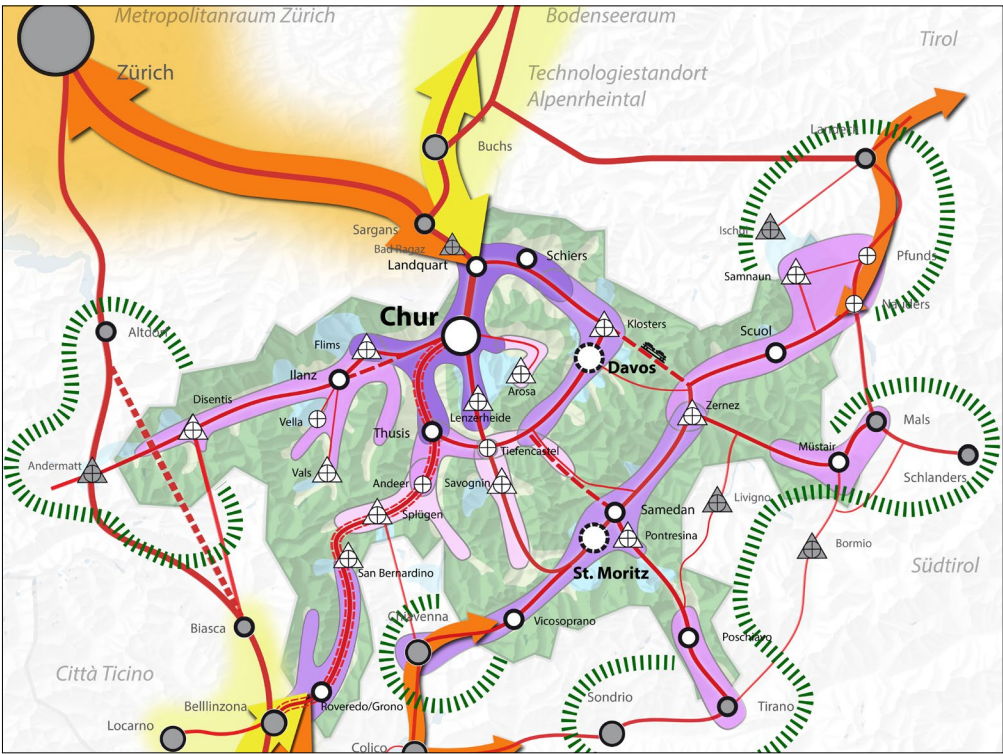 Metropolitanraum Zürich
Bodenseeraum
Tirol
Zürich
Technologiestandort
Alpenrheintal
Landeck
Buchs
Sargans
Ischgl
Bad Ragaz
Landquart
Schiers
Pfunds
Samnaun
Nauders
Chur
Altdorf
Klosters
Scuol
Flims
Davos
Ilanz
Arosa
Disentis
Zernez
Vella
Lenzerheide
Mals
Thusis
Tiefencastel
Müstair
Andermatt
Vals
Andeer
Savognin
Schlanders
Livigno
Splügen
Samedan
Pontresina
Bormio
San Bernardino
St. Moritz
Südtirol
Chiavenna
Vicosoprano
Biasca
Poschiavo
Città Ticino
Sondrio
Belllinzona
Roveredo/Grono
Tirano
Locarno
Colico